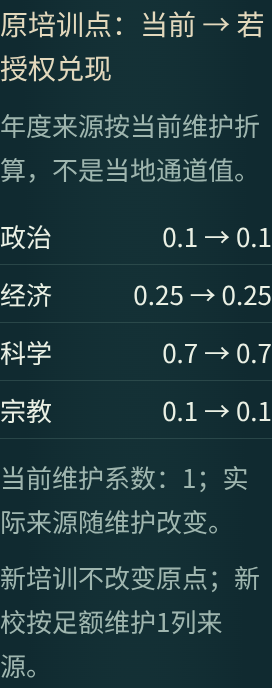 原培训点：当前 → 若
授权兑现
年度来源按当前维护折
算，不是当地通道值。
政治 0.1 → 0.1
经济 0.25 → 0.25
科学 0.7 → 0.7
宗教 0.1 → 0.1
当前维护系数：1；实
际来源随维护改变。
新培训不改变原点；新
校按足额维护1列来
源。